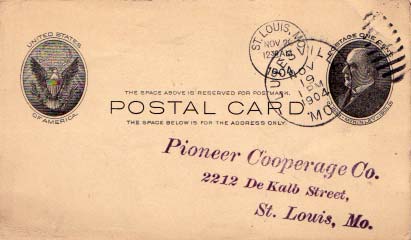 UNITED STATES
OF AMERICA
ST. LOUIS, MO.
NOV
1904
NOV
9
PM
1904
MO.
THE SPACE ABOVE IS RESERVED FOR POSTMARK.
POSTAL CARD.
THE SPACE BELOW IS FOR THE ADDRESS ONLY.
Pioneer Cooperage Co.
2212 De Kalb Street,
St. Louis, Mo.